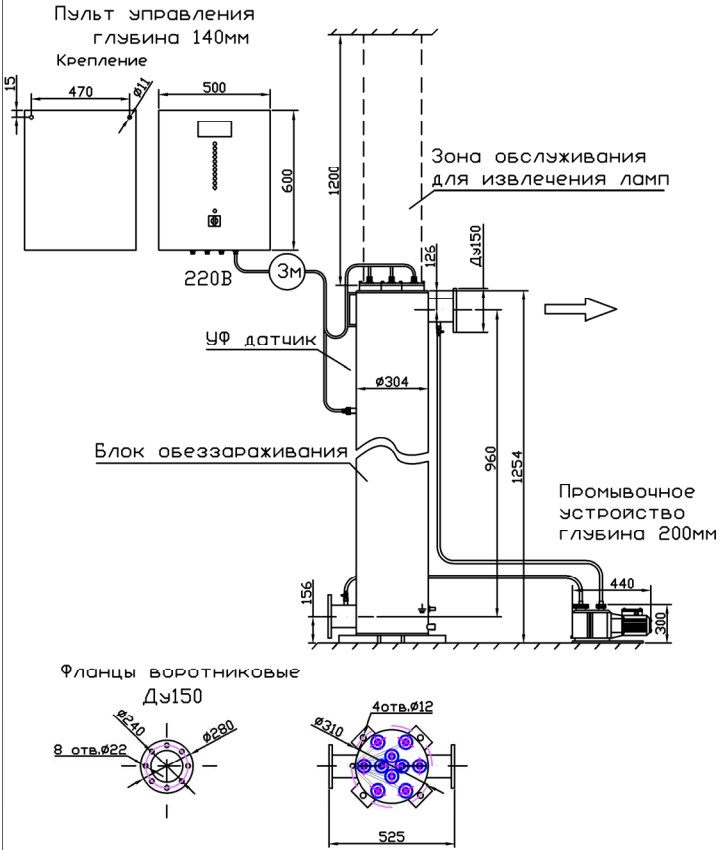 Пульт управления
глубина 140мм
Крепление
15
470
Ø11
500
600
220В
3м
1200
Зона обслуживания
для извлечения ламп
126
Ду150
УФ датчик
Ø304
Блок обеззараживания
960
1254
Промывочное
устройство
глубина 200мм
440
300
156
Фланцы воротниковые
Ду150
Ø240
Ø280
8 отв.Ø22
4отв.Ø12
Ø310
525